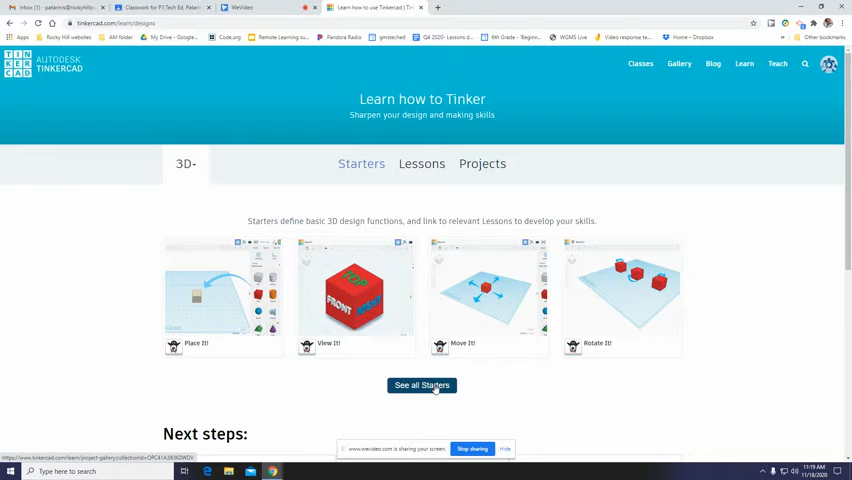 Inbox (1) - patarins@rockyhill
Classwork for P1,Tech Ed, Patarin
WeVideo
Learn how to use Tinkercad | Tin
tinkercad.com/learn/designs
Apps
Rocky Hill websites
AM folder
My Drive - Google...
Code.org
Remote Learning su...
Pandora Radio
gmsteched
Q4 2020 - Lessons d...
8th Grade - 'Beginn...
WGMS Live
Video response te...
Home - Dropbox
Other bookmarks
TIN
KER
CAD
AUTODESK
TINKERCAD
Classes
Gallery
Blog
Learn
Teach
Learn how to Tinker
Sharpen your design and making skills
3D
Starters
Lessons
Projects
Starters define basic 3D design functions, and link to relevant Lessons to develop your skills.
TOP
FRONT
RIGHT
Place It!
View It!
Move It!
Rotate It!
See all Starters
Next steps:
www.wevideo.com is sharing your screen.
Stop sharing
Hide
Type here to search
11:19 AM
11/18/2020